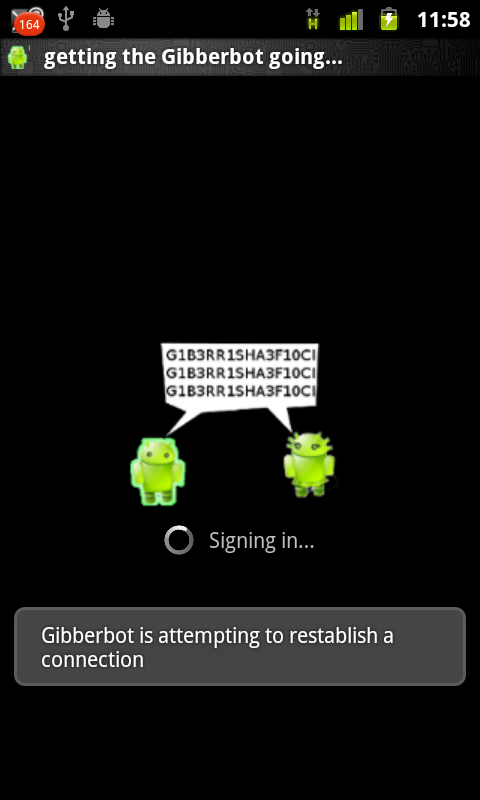 164
H
11:58
getting the Gibberbot going...
G1B3RR1SHA3F10CI
G1B3RR1SHA3F10CI
G1B3RR1SHA3F10CI
Signing in...
Gibberbot is attempting to restablish a
connection